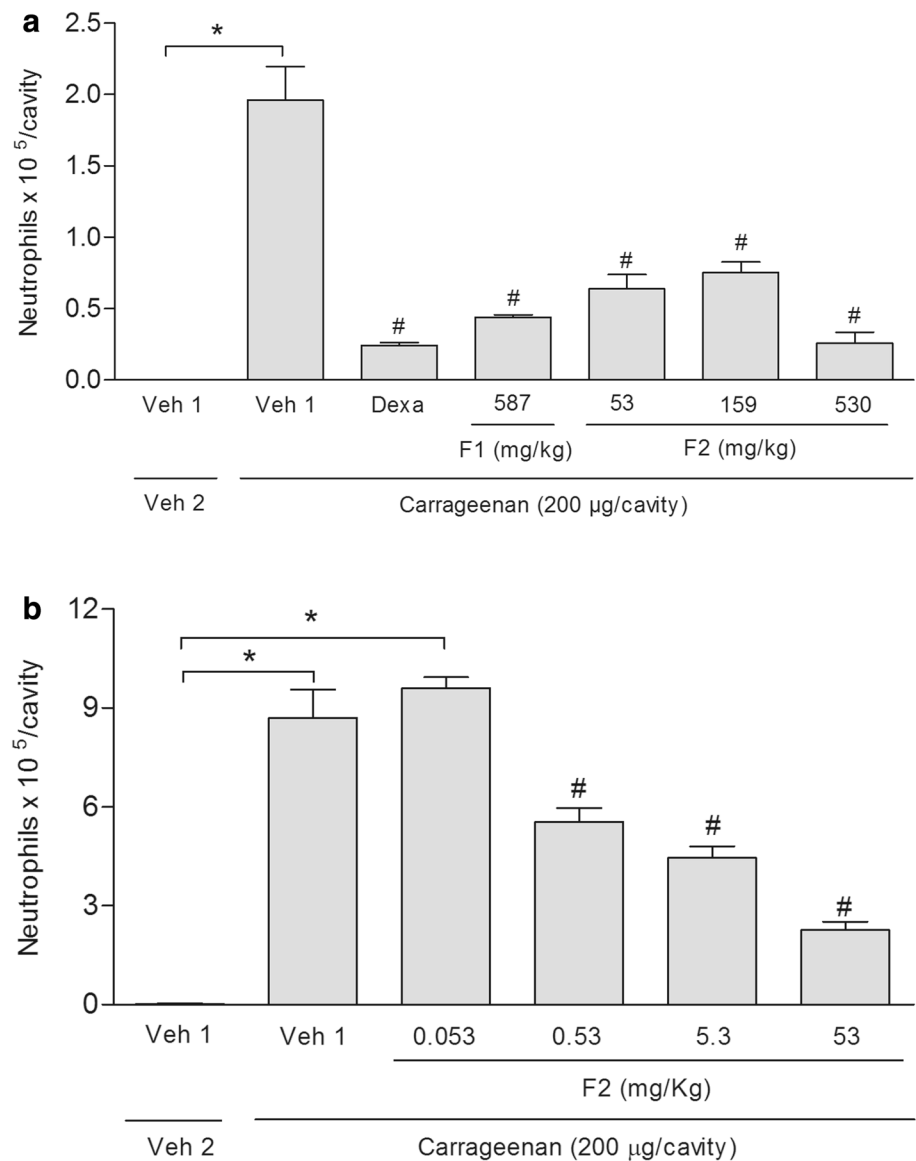 a
Neutrophils x 10 5/cavity
2.5
2.0
1.5
1.0
0.5
0.0
*
# # # # #
Veh 1 Veh 1 Dexa 587 53 159 530
F1 (mg/kg) F2 (mg/kg)
Veh 2 Carrageenan (200 µg/cavity)
b
Neutrophils x 10 5/cavity
12
9
6
3
0
*
*
# # #
Veh 1 Veh 1 0.053 0.53 5.3 53
F2 (mg/Kg)
Veh 2 Carrageenan (200 µg/cavity)